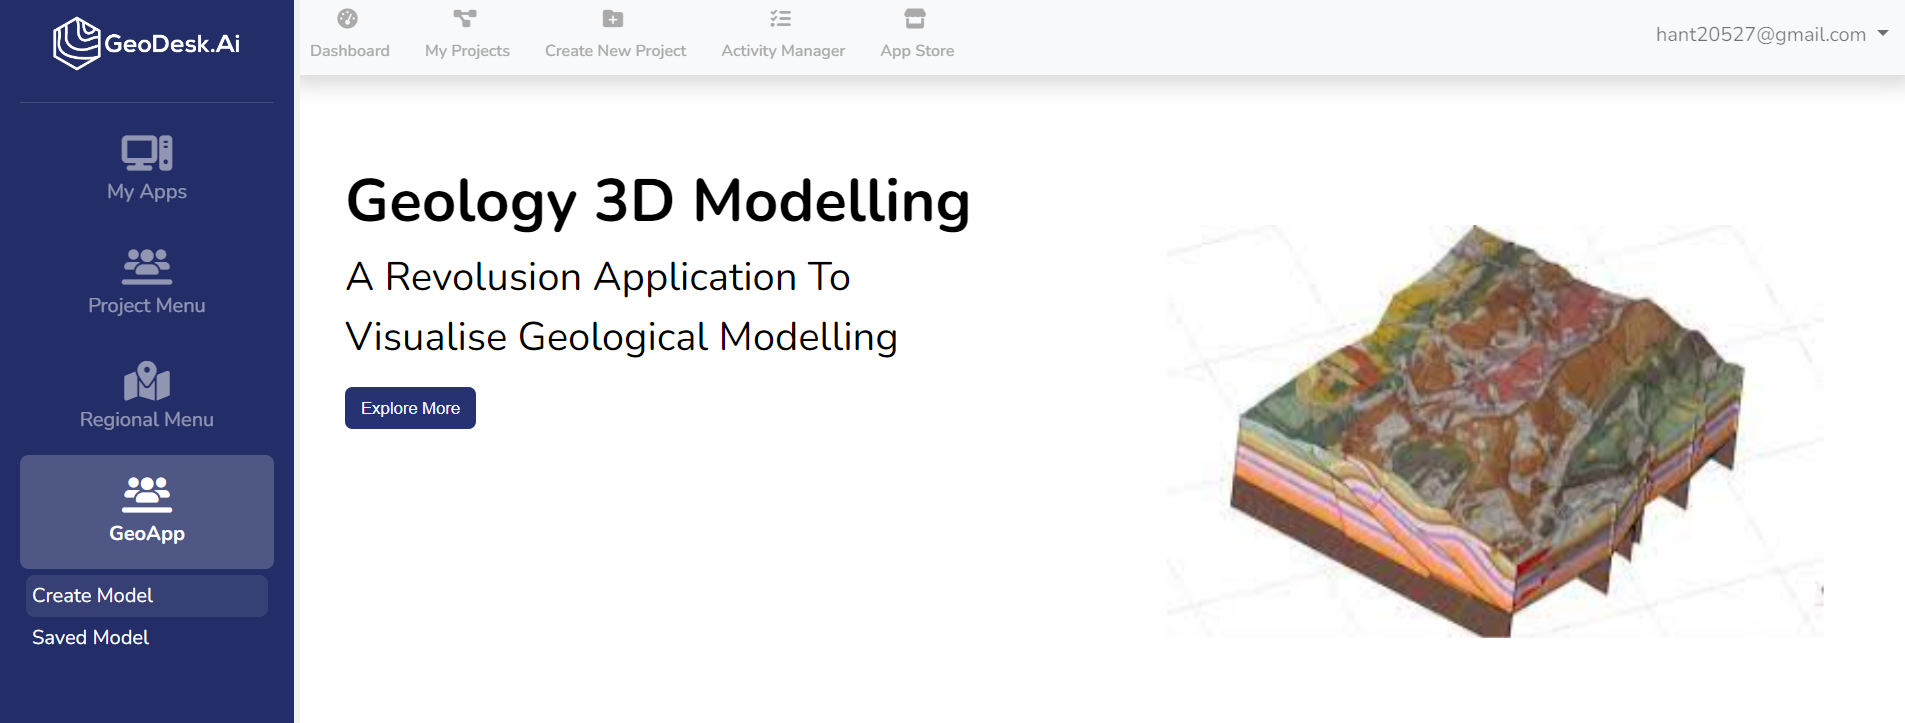 GeoDesk.Ai
Dashboard
My Projects
Create New Project
Activity Manager
App Store
hant20527@gmail.com
My Apps
Project Menu
Regional Menu
GeoApp
Create Model
Saved Model
Geology 3D Modelling
A Revolusion Application To
Visualise Geological Modelling
Explore More